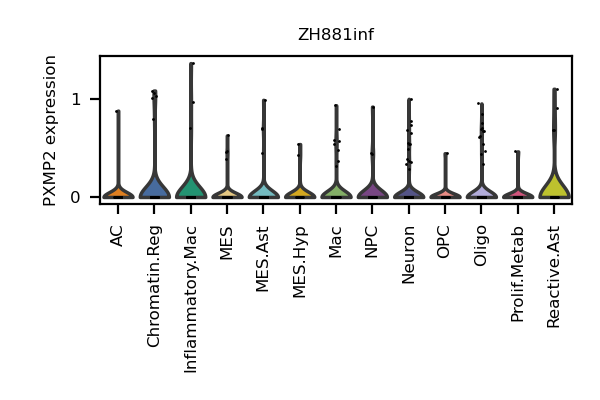 ZH881inf
PXMP2 expression
1
0
AC
Chromatin.Reg
Inflammatory.Mac
MES
MES.Ast
MES.Hyp
Mac
NPC
Neuron
OPC
Oligo
Prolif.Metab
Reactive.Ast